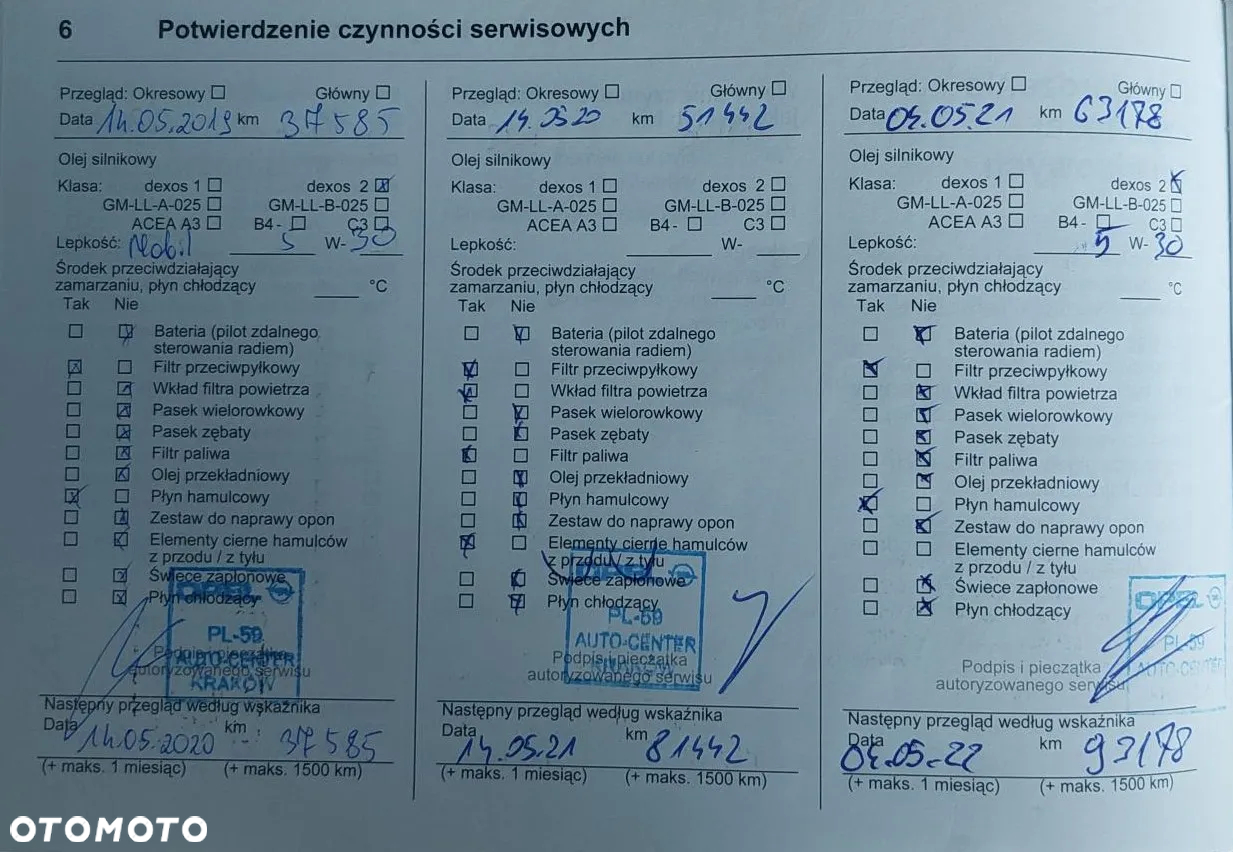 6 Potwierdzenie czynności serwisowych
Przegląd: Okresowy ☐ Główny ☐
Data 14.05.2019 km 37585
Olej silnikowy
Klasa: dexos 1 ☐ dexos 2 ☒
GM-LL-A-025 ☐ GM-LL-B-025 ☐
ACEA A3 ☐ B4 - ☐ C3 ☐
Lepkość: Mobil 5 W- 30
Środek przeciwdziałający
zamarzaniu, płyn chłodzący ____ °C
Tak Nie
☐ ☒ Bateria (pilot zdalnego
sterowania radiem)
☒ ☐ Filtr przeciwpyłkowy
☐ ☒ Wkład filtra powietrza
☐ ☒ Pasek wielorowkowy
☐ ☒ Pasek zębaty
☐ ☒ Filtr paliwa
☐ ☒ Olej przekładniowy
☒ ☐ Płyn hamulcowy
☐ ☒ Zestaw do naprawy opon
☐ ☒ Elementy cierne hamulców
z przodu / z tyłu
☐ ☒ Świece zapłonowe
☐ ☒ Płyn chłodzący
OPEL
PL-59
AUTO-CENTER
KRAKÓW
Podpis i pieczątka
autoryzowanego serwisu
Następny przegląd według wskaźnika
Data 14.05.2020 km 37585
(+ maks. 1 miesiąc) (+ maks. 1500 km)
Przegląd: Okresowy ☐ Główny ☐
Data 14.05 20 km 51442
Olej silnikowy
Klasa: dexos 1 ☐ dexos 2 ☐
GM-LL-A-025 ☐ GM-LL-B-025 ☐
ACEA A3 ☐ B4 - ☐ C3 ☐
Lepkość: ____ W- ____
Środek przeciwdziałający
zamarzaniu, płyn chłodzący ____ °C
Tak Nie
☐ ☒ Bateria (pilot zdalnego
sterowania radiem)
☒ ☐ Filtr przeciwpyłkowy
☒ ☐ Wkład filtra powietrza
☐ ☒ Pasek wielorowkowy
☐ ☒ Pasek zębaty
☒ ☐ Filtr paliwa
☐ ☒ Olej przekładniowy
☐ ☒ Płyn hamulcowy
☐ ☒ Zestaw do naprawy opon
☒ ☐ Elementy cierne hamulców
z przodu / z tyłu
☐ ☒ Świece zapłonowe
☐ ☒ Płyn chłodzący
OPEL
PL-59
AUTO-CENTER
KRAKÓW
Podpis i pieczątka
autoryzowanego serwisu
Następny przegląd według wskaźnika
Data 14.05.21 km 81442
(+ maks. 1 miesiąc) (+ maks. 1500 km)
Przegląd: Okresowy ☐ Główny ☐
Data 04.05.21 km 63178
Olej silnikowy
Klasa: dexos 1 ☐ dexos 2 ☒
GM-LL-A-025 ☐ GM-LL-B-025 ☐
ACEA A3 ☐ B4 - ☐ C3 ☐
Lepkość: 5 W- 30
Środek przeciwdziałający
zamarzaniu, płyn chłodzący ____ °C
Tak Nie
☐ ☒ Bateria (pilot zdalnego
sterowania radiem)
☒ ☐ Filtr przeciwpyłkowy
☐ ☒ Wkład filtra powietrza
☐ ☒ Pasek wielorowkowy
☐ ☒ Pasek zębaty
☐ ☒ Filtr paliwa
☐ ☒ Olej przekładniowy
☒ ☐ Płyn hamulcowy
☐ ☒ Zestaw do naprawy opon
☐ ☐ Elementy cierne hamulców
z przodu / z tyłu
☐ ☒ Świece zapłonowe
☐ ☒ Płyn chłodzący
OPEL
PL-59
AUTO-CENTER
Podpis i pieczątka
autoryzowanego serwisu
Następny przegląd według wskaźnika
Data 04.05.22 km 93178
(+ maks. 1 miesiąc) (+ maks. 1500 km)
OTOMOTO